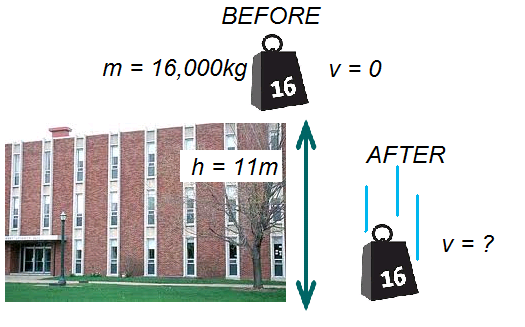 BEFORE
m = 16,000kg
16
v = 0
h = 11m
AFTER
16
v = ?